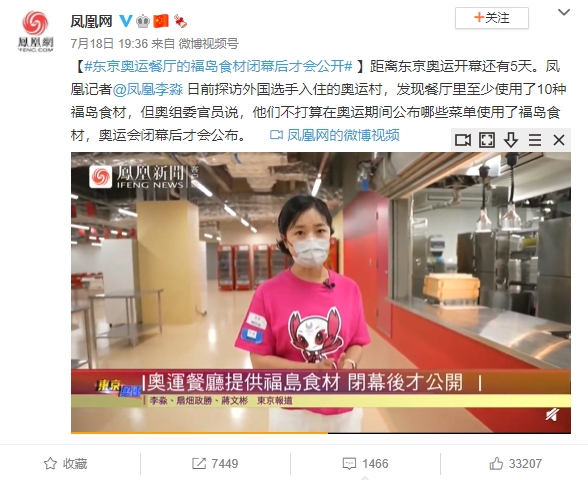 凤凰网
+关注
7月18日 19:36 来自 微博视频号
鳳凰網
IFENG.COM
【#东京奥运餐厅的福岛食材闭幕后才会公开# 】距离东京奥运开幕还有5天。凤
凰记者@凤凰李淼 日前探访外国选手入住的奥运村，发现餐厅里至少使用了10种
福岛食材，但奥组委官员说，他们不打算在奥运期间公布哪些菜单使用了福岛食
材，奥运会闭幕后才会公布。 凤凰网的微博视频
鳳凰新聞
IFENG NEWS
奧運餐廳提供福島食材 閉幕後才公開
李淼、扇畑政勝、蔣文彬 東京報道
收藏
7449
1466
33207